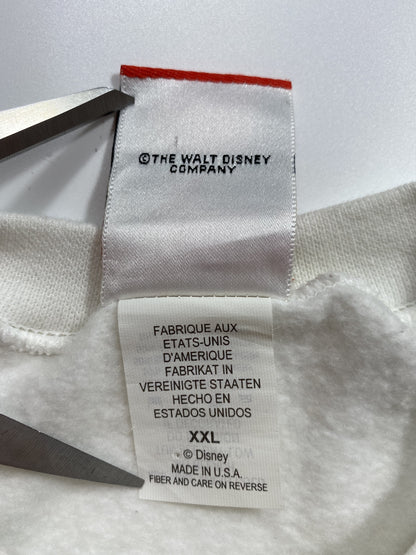 ©THE WALT DISNEY
COMPANY
FABRIQUE AUX
ETATS-UNIS
D'AMERIQUE
FABRIKAT IN
VEREINIGTE STAATEN
HECHO EN
ESTADOS UNIDOS
XXL
© Disney
MADE IN U.S.A.
FIBER AND CARE ON REVERSE